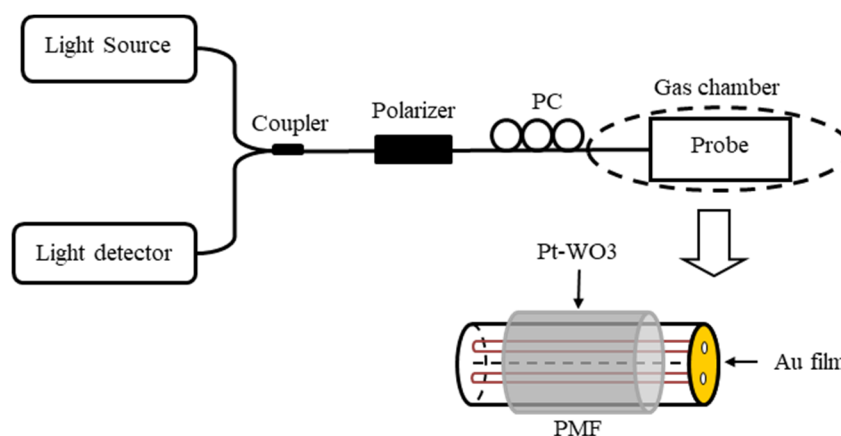 Light Source
Gas chamber
PC
Polarizer
Coupler
Probe
Light detector
Pt-WO3
Au film
PMF